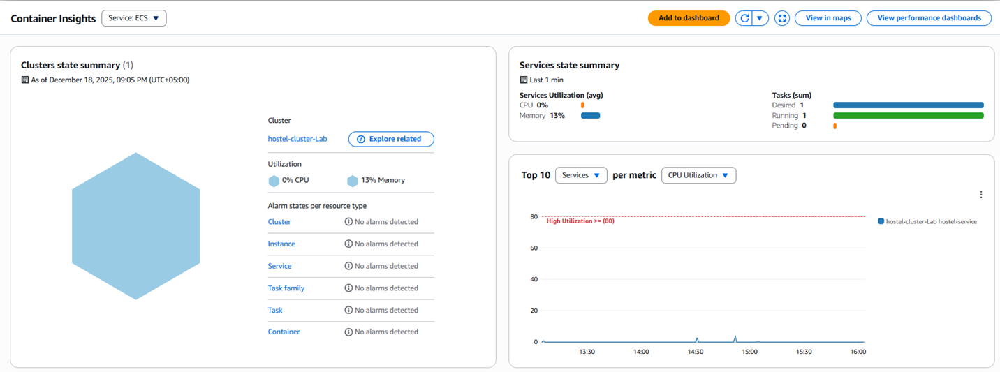 Container Insights
Service: ECS
Add to dashboard
View in maps
View performance dashboards
Clusters state summary (1)
As of December 18, 2025, 09:05 PM (UTC+05:00)
Cluster
hostel-cluster-Lab
Explore related
Utilization
0% CPU
13% Memory
Alarm states per resource type
Cluster No alarms detected
Instance No alarms detected
Service No alarms detected
Task family No alarms detected
Task No alarms detected
Container No alarms detected
Services state summary
Last 1 min
Services Utilization (avg)
CPU 0%
Memory 13%
Tasks (sum)
Desired 1
Running 1
Pending 0
Top 10 Services per metric CPU Utilization
80
High Utilization >= (80)
hostel-cluster-Lab hostel-service
60
40
20
0
13:30 14:00 14:30 15:00 15:30 16:00